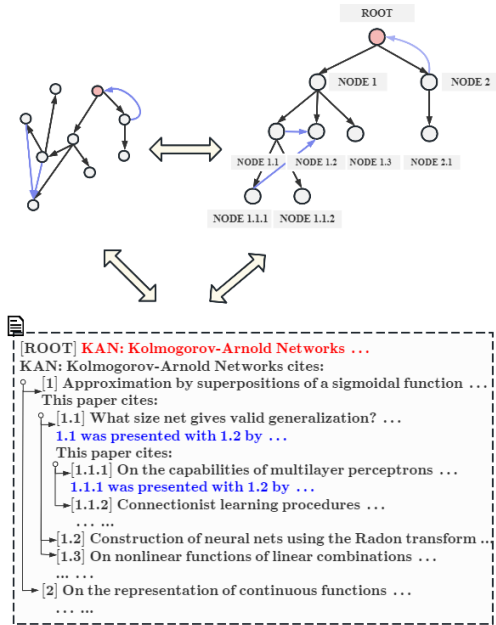 ROOT
NODE 1
NODE 2
NODE 1.1
NODE 1.2
NODE 1.3
NODE 2.1
NODE 1.1.1
NODE 1.1.2
[ROOT] KAN: Kolmogorov-Arnold Networks ...
KAN: Kolmogorov-Arnold Networks cites:
[1] Approximation by superpositions of a sigmoidal function ...
This paper cites:
[1.1] What size net gives valid generalization? ...
1.1 was presented with 1.2 by ...
This paper cites:
[1.1.1] On the capabilities of multilayer perceptrons ...
1.1.1 was presented with 1.2 by ...
[1.1.2] Connectionist learning procedures ...
... ...
[1.2] Construction of neural nets using the Radon transform ...
[1.3] On nonlinear functions of linear combinations ...
... ...
[2] On the representation of continuous functions ...
... ...